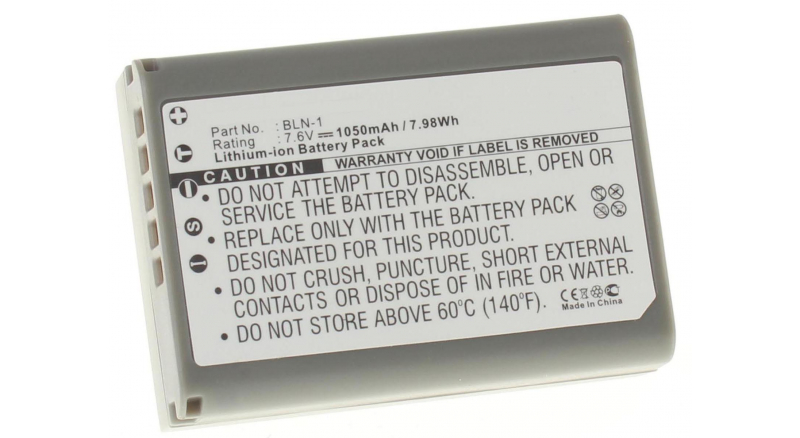 Part No. : BLN-1
Rating : 7.6V 1050mAh / 7.98Wh
Lithium-ion Battery Pack
WARRANTY VOID IF LABEL IS REMOVED
CAUTION
• DO NOT ATTEMPT TO DISASSEMBLE, OPEN OR
SERVICE THE BATTERY PACK.
• REPLACE ONLY WITH THE BATTERY PACK
DESIGNATED FOR THIS PRODUCT.
• DO NOT CRUSH, PUNCTURE, SHORT EXTERNAL
CONTACTS OR DISPOSE OF IN FIRE OR WATER.
• DO NOT STORE ABOVE 60°C (140°F).
CE
Made In China
+
T
I
S
I